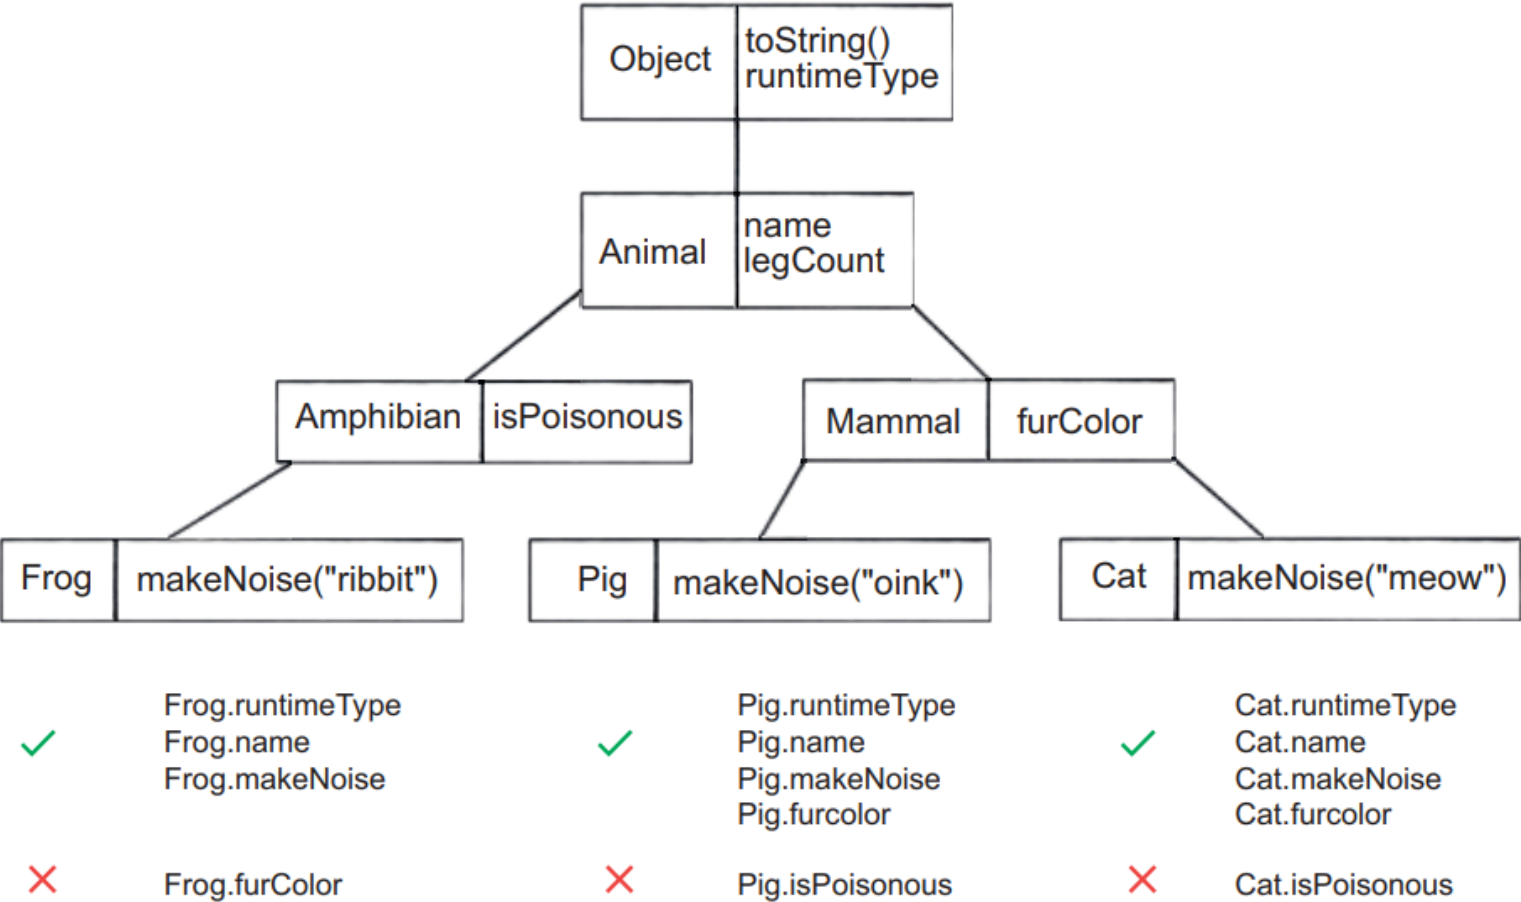 Object
toString()
runtimeType
Animal
name
legCount
Amphibian
isPoisonous
Mammal
furColor
Frog
makeNoise("ribbit")
Pig
makeNoise("oink")
Cat
makeNoise("meow")
Frog.runtimeType
Frog.name
Frog.makeNoise
Frog.furColor
Pig.runtimeType
Pig.name
Pig.makeNoise
Pig.furcolor
Pig.isPoisonous
Cat.runtimeType
Cat.name
Cat.makeNoise
Cat.furcolor
Cat.isPoisonous